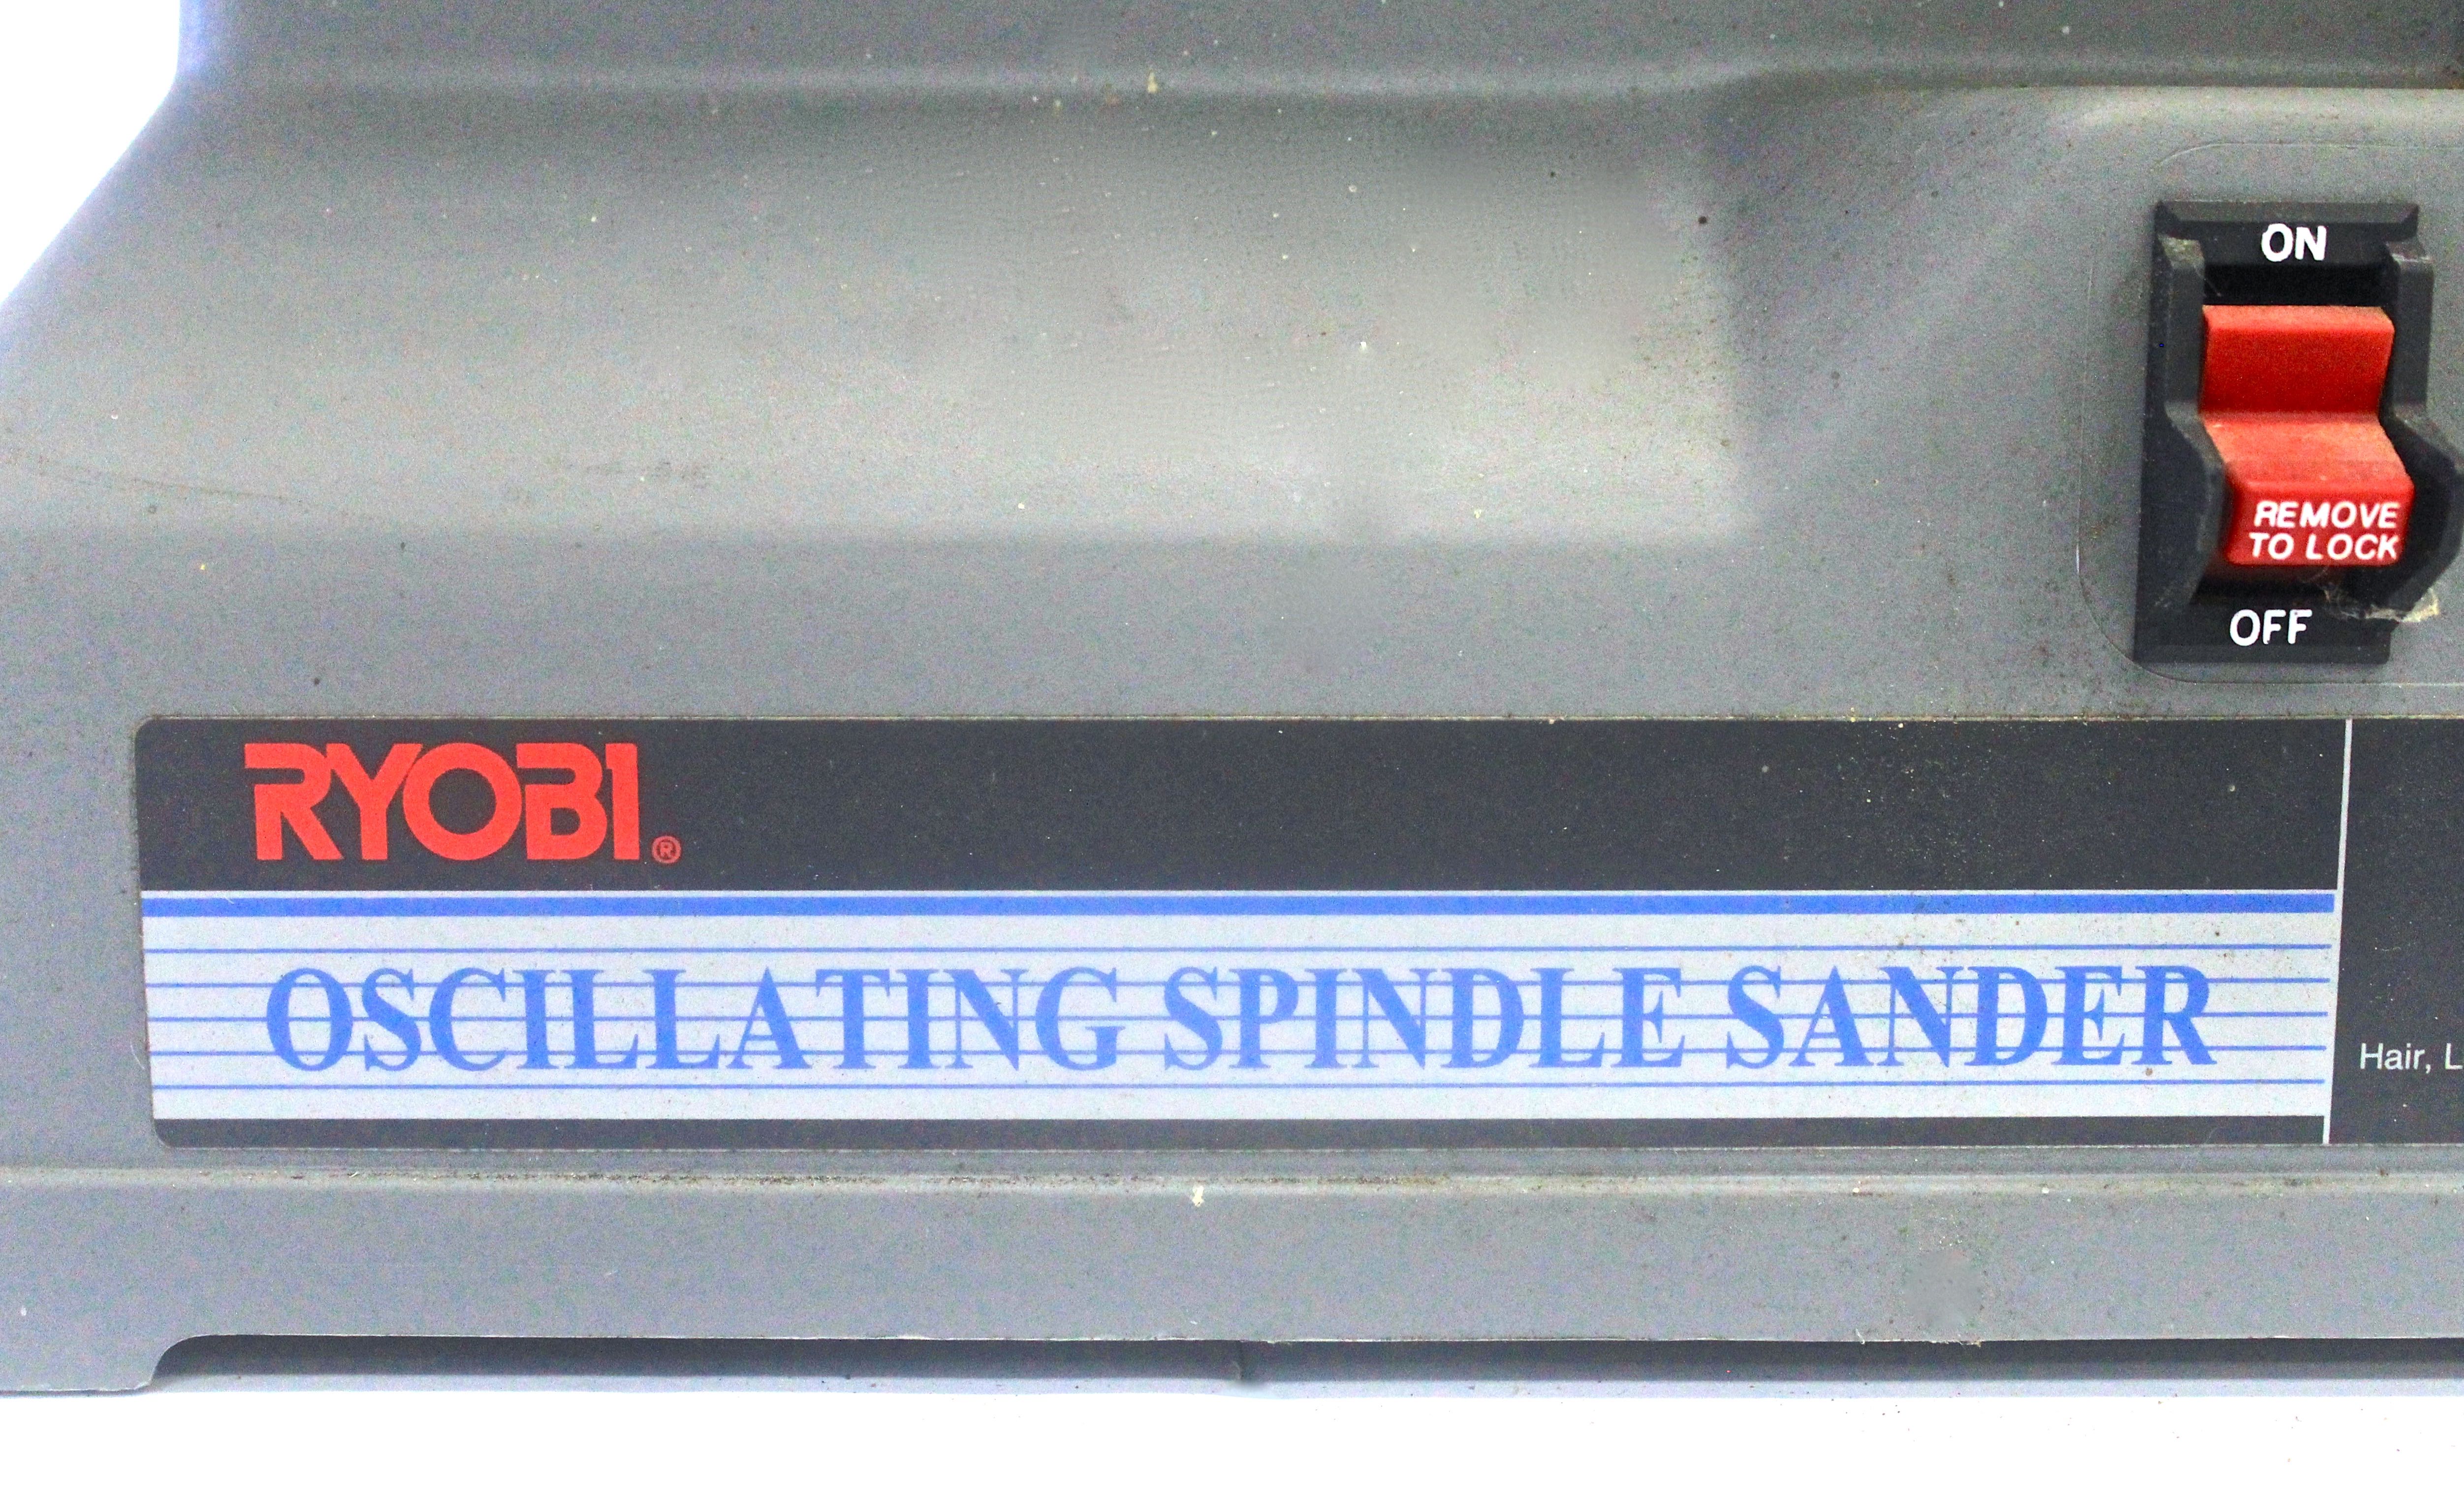 ON
REMOVE
TO LOCK
OFF
RYOBI®
OSCILLATING SPINDLE SANDER
Hair, L